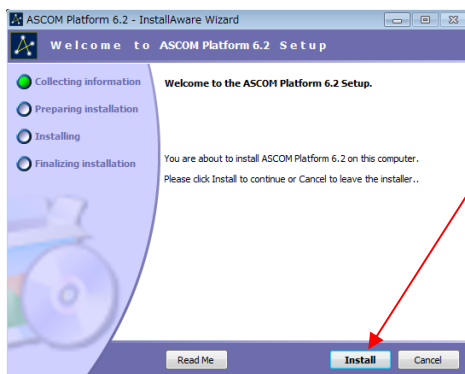 ASCOM Platform 6.2 - InstallAware Wizard
Welcome to ASCOM Platform 6.2 Setup
Collecting information
Preparing installation
Installing
Finalizing installation
Welcome to the ASCOM Platform 6.2 Setup.
You are about to install ASCOM Platform 6.2 on this computer.
Please click Install to continue or Cancel to leave the installer..
Read Me
Install
Cancel